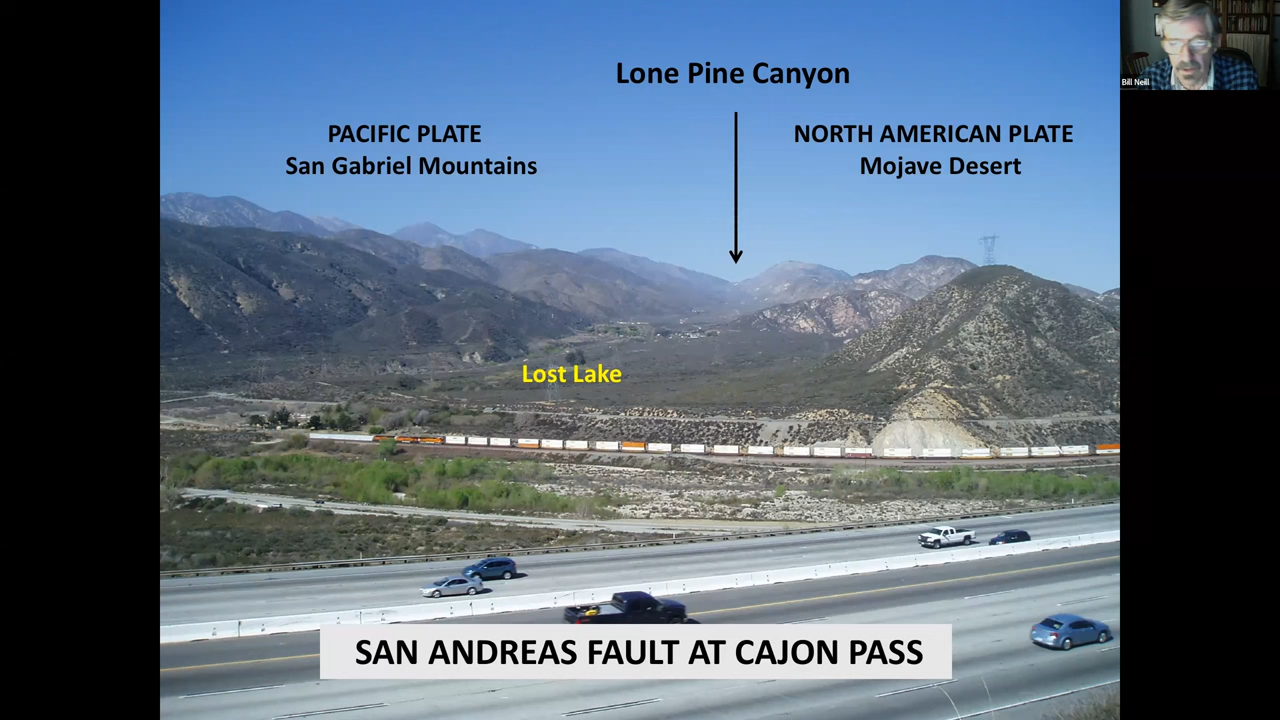 Lone Pine Canyon
PACIFIC PLATE
San Gabriel Mountains
NORTH AMERICAN PLATE
Mojave Desert
Lost Lake
SAN ANDREAS FAULT AT CAJON PASS
Bill Neill